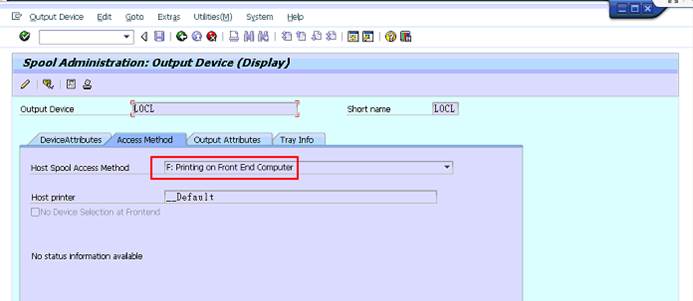 Output Device Edit Goto Extras Utilities(M) System Help
Spool Administration: Output Device (Display)
Output Device LOCL Short name LOCL
DeviceAttributes Access Method Output Attributes Tray Info
Host Spool Access Method F: Printing on Front End Computer
Host printer __Default
No Device Selection at Frontend
No status information available